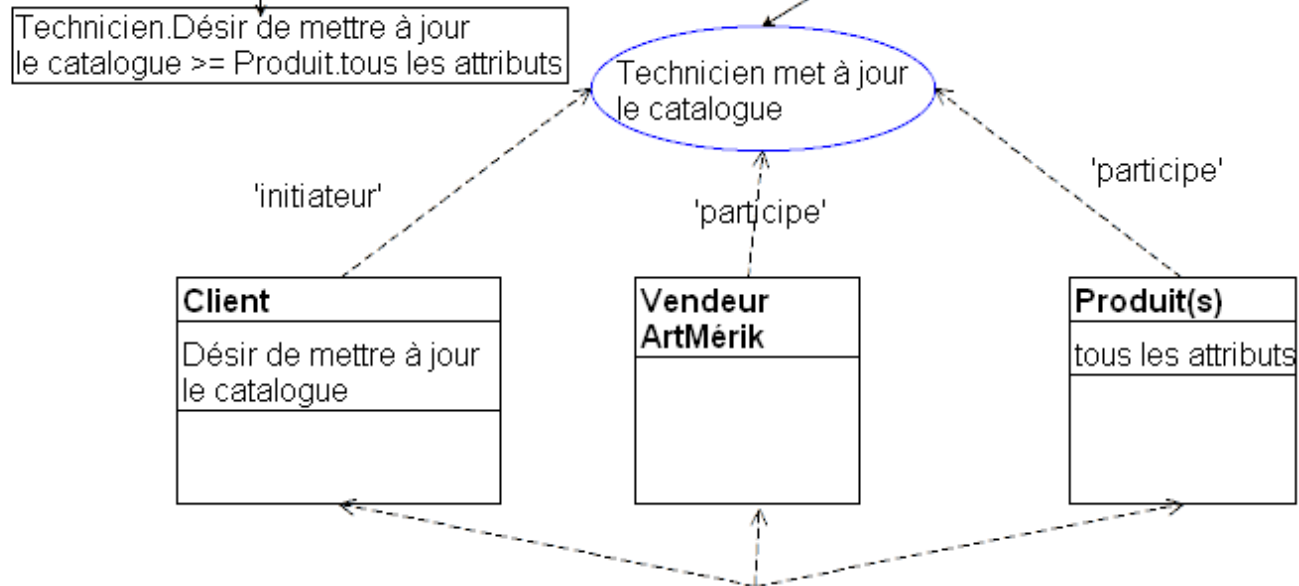 Technicien.Désir de mettre à jour
le catalogue >= Produit.tous les attributs
Technicien met à jour
le catalogue
'initiateur'
'participe'
'participe'
Client
Désir de mettre à jour
le catalogue
Vendeur
ArtMérik
Produit(s)
tous les attributs